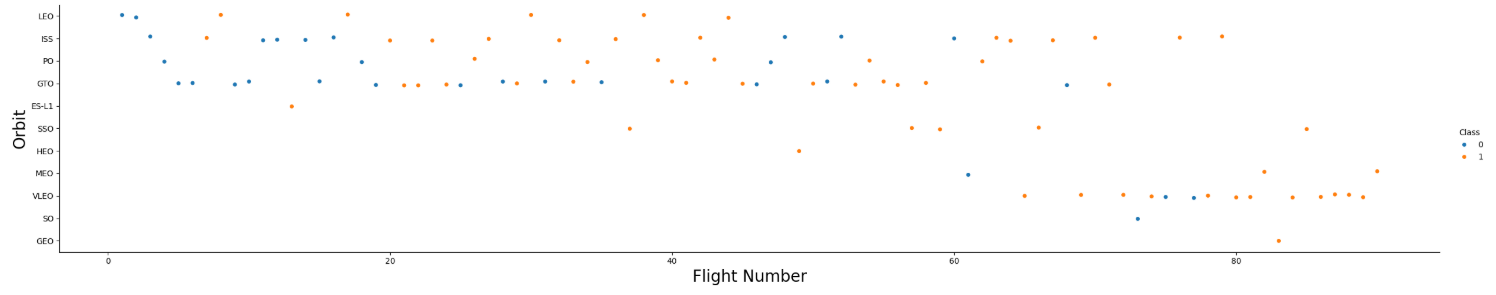 Orbit
LEO
ISS
PO
GTO
ES-L1
SSO
HEO
MEO
VLEO
SO
GEO
0 20 40 60 80
Flight Number
Class
0
1